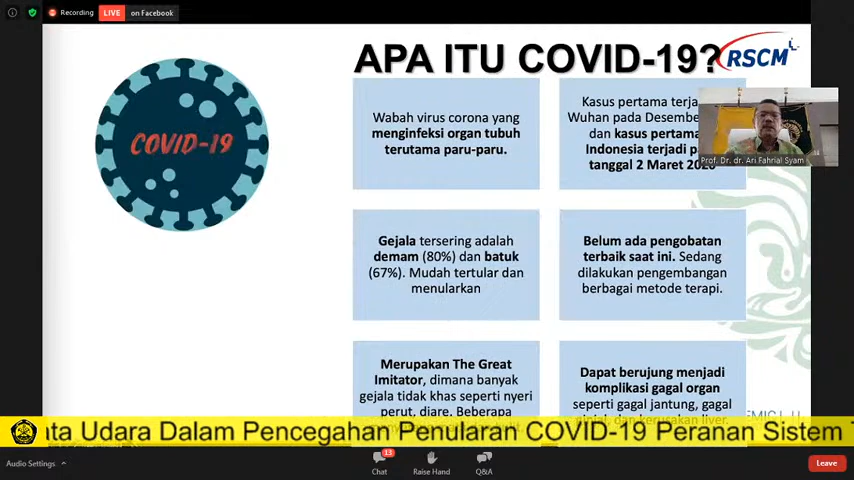 Recording
LIVE
on Facebook
APA ITU COVID-19?
RSCM
COVID-19
Wabah virus corona yang
menginfeksi organ tubuh
terutama paru-paru.
Kasus pertama terja
Wuhan pada Desemb
dan kasus pertama
Indonesia terjadi pa
tanggal 2 Maret 202
Prof. Dr. dr. Ari Fahrial Syam
Gejala tersering adalah
demam (80%) dan batuk
(67%). Mudah tertular dan
menularkan
Belum ada pengobatan
terbaik saat ini. Sedang
dilakukan pengembangan
berbagai metode terapi.
Merupakan The Great
Imitator, dimana banyak
gejala tidak khas seperti nyeri
perut, diare. Beberapa
Dapat berujung menjadi
komplikasi gagal organ
seperti gagal jantung, gagal
ata Udara Dalam Pencegahan Penularan COVID-19 Peranan Sistem T
Audio Settings
13
Chat
Raise Hand
Q&A
Leave